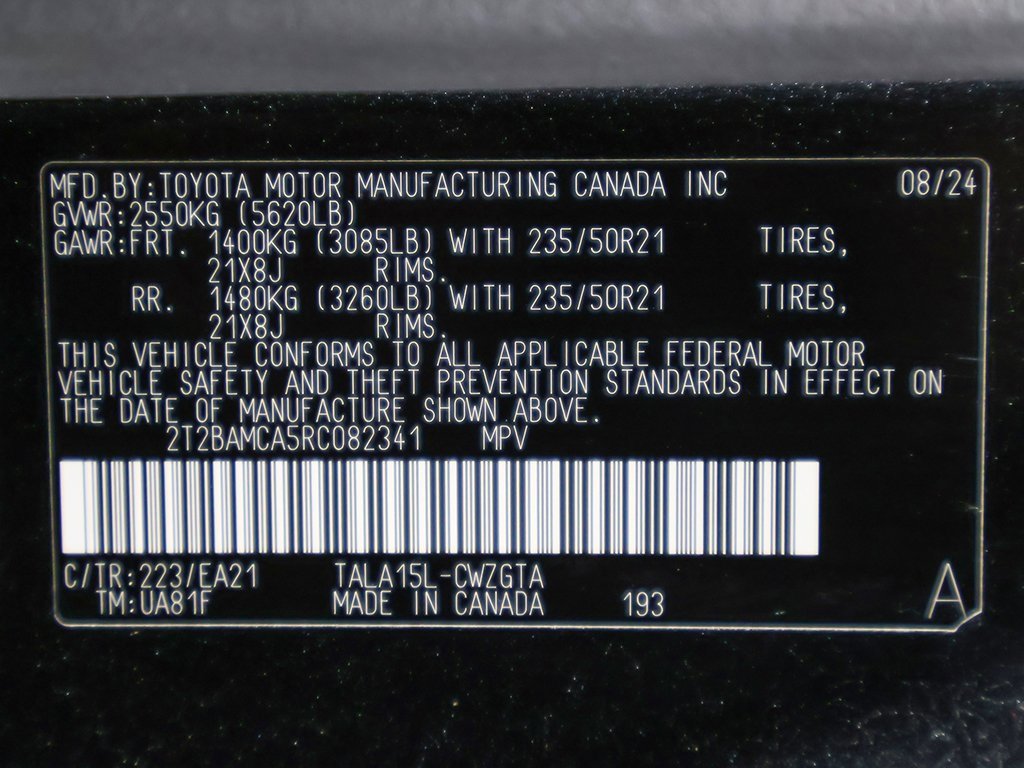 MFD.BY:TOYOTA MOTOR MANUFACTURING CANADA INC 08/24
GVWR:2550KG (5620LB)
GAWR:FRT. 1400KG (3085LB) WITH 235/50R21 TIRES,
21X8J RIMS.
RR. 1480KG (3260LB) WITH 235/50R21 TIRES,
21X8J RIMS.
THIS VEHICLE CONFORMS TO ALL APPLICABLE FEDERAL MOTOR
VEHICLE SAFETY AND THEFT PREVENTION STANDARDS IN EFFECT ON
THE DATE OF MANUFACTURE SHOWN ABOVE.
2T2BAMCA5RC082341 MPV
C/TR:223/EA21 TALA15L-CWZGTA
TM:UA81F MADE IN CANADA 193 A